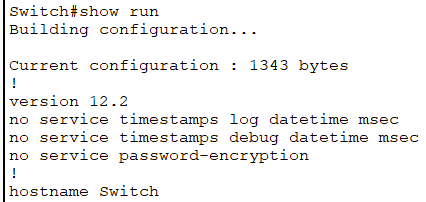 Switch#show run
Building configuration...
Current configuration : 1343 bytes
!
version 12.2
no service timestamps log datetime msec
no service timestamps debug datetime msec
no service password-encryption
!
hostname Switch